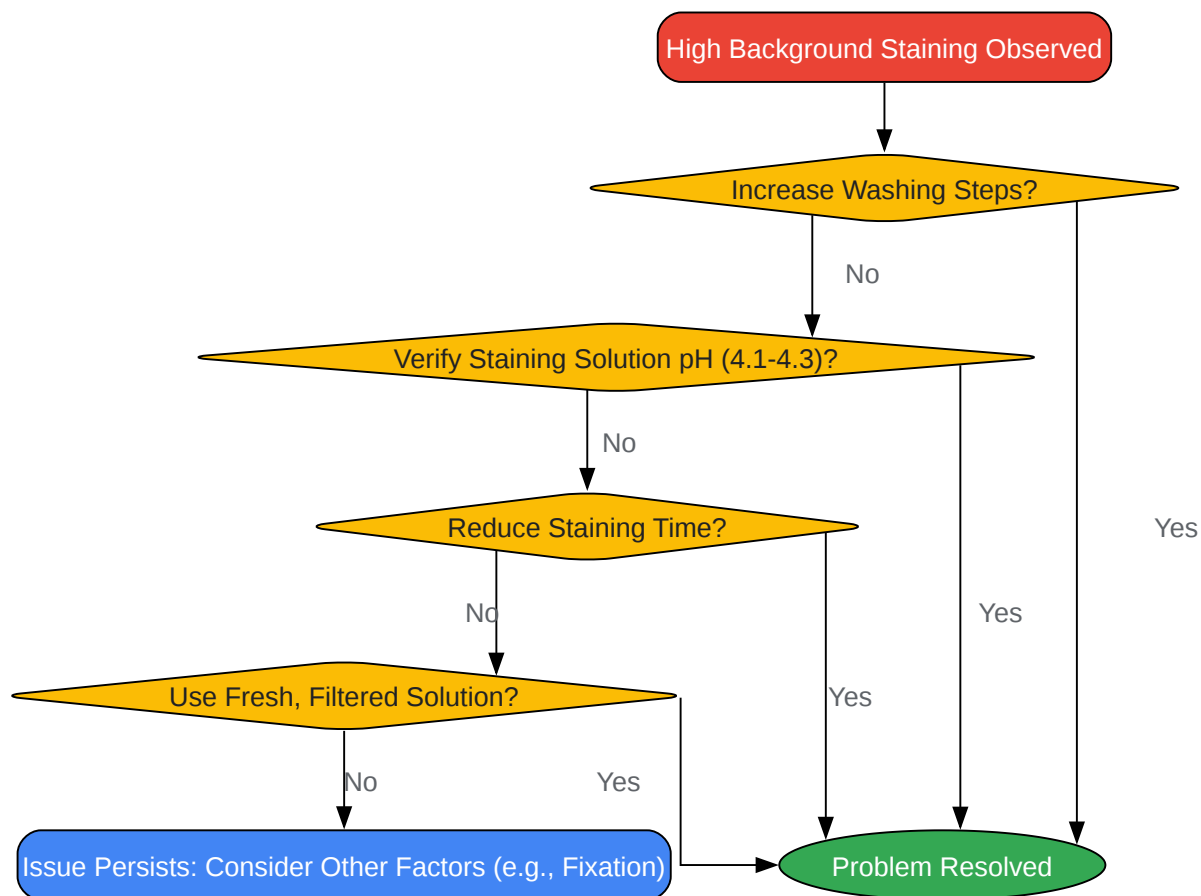 High Background Staining Observed
Increase Washing Steps?
No
Verify Staining Solution pH (4.1-4.3)?
No
Reduce Staining Time?
Yes
No
Yes
Use Fresh, Filtered Solution?
Yes
No
Yes
Issue Persists: Consider Other Factors (e.g., Fixation)
Problem Resolved